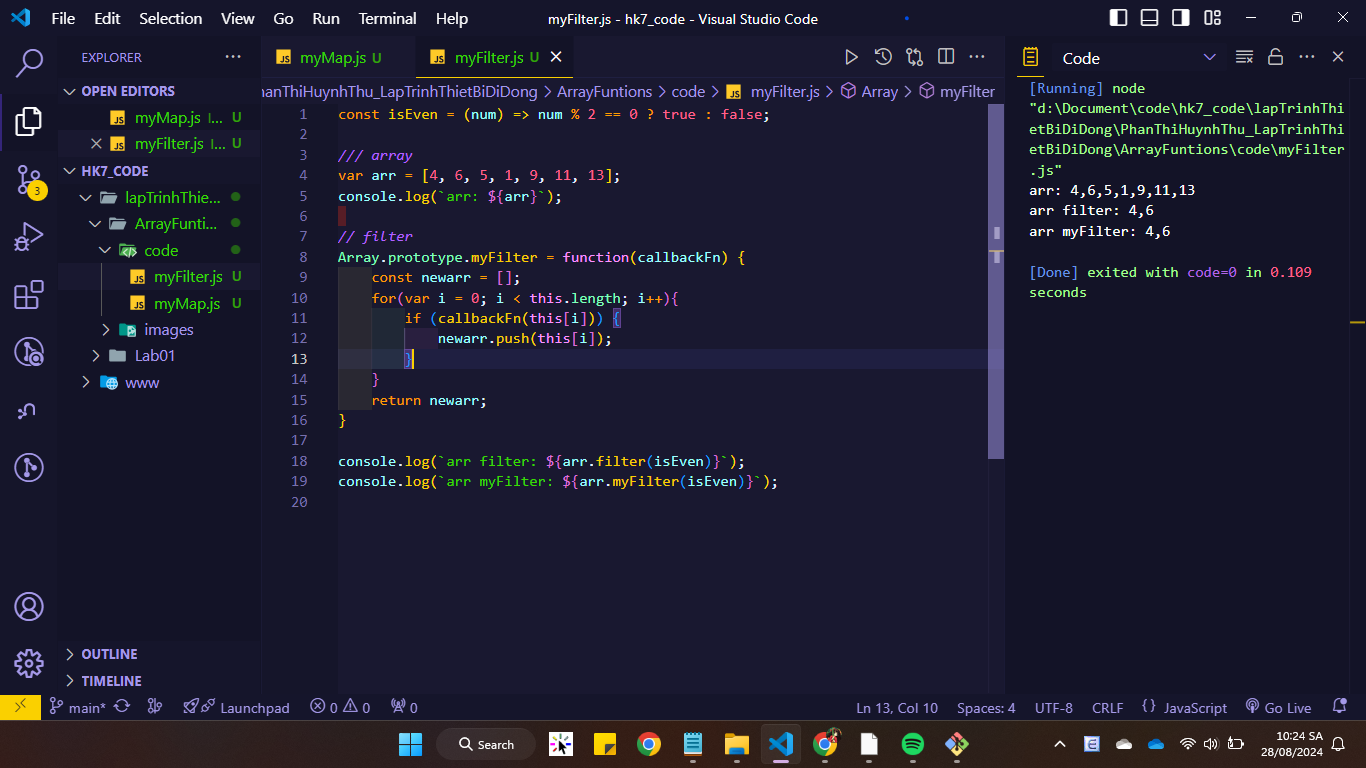 File Edit Selection View Go Run Terminal Help
myFilter.js - hk7_code - Visual Studio Code
EXPLORER
OPEN EDITORS
myMap.js l... U
myFilter.js l... U
HK7_CODE
lapTrinhThie...
ArrayFunti...
code
myFilter.js U
myMap.js U
images
Lab01
www
OUTLINE
TIMELINE
3
myMap.js U
myFilter.js U
hanThiHuynhThu_LapTrinhThietBiDiDong > ArrayFuntions > code > myFilter.js > Array > myFilter
1 const isEven = (num) => num % 2 == 0 ? true : false;
2
3 /// array
4 var arr = [4, 6, 5, 1, 9, 11, 13];
5 console.log(`arr: ${arr}`);
6
7 // filter
8 Array.prototype.myFilter = function(callbackFn) {
9 const newarr = [];
10 for(var i = 0; i < this.length; i++){
11 if (callbackFn(this[i])) {
12 newarr.push(this[i]);
13 }
14 }
15 return newarr;
16 }
17
18 console.log(`arr filter: ${arr.filter(isEven)}`);
19 console.log(`arr myFilter: ${arr.myFilter(isEven)}`);
20
Code
[Running] node
"d:\Document\code\hk7_code\lapTrinhThi
etBiDiDong\PhanThiHuynhThu_LapTrinhThi
etBiDiDong\ArrayFuntions\code\myFilter
.js"
arr: 4,6,5,1,9,11,13
arr filter: 4,6
arr myFilter: 4,6
[Done] exited with code=0 in 0.109
seconds
main* Launchpad 0 0 0
Ln 13, Col 10 Spaces: 4 UTF-8 CRLF {} JavaScript Go Live
Search
10:24 SA
28/08/2024